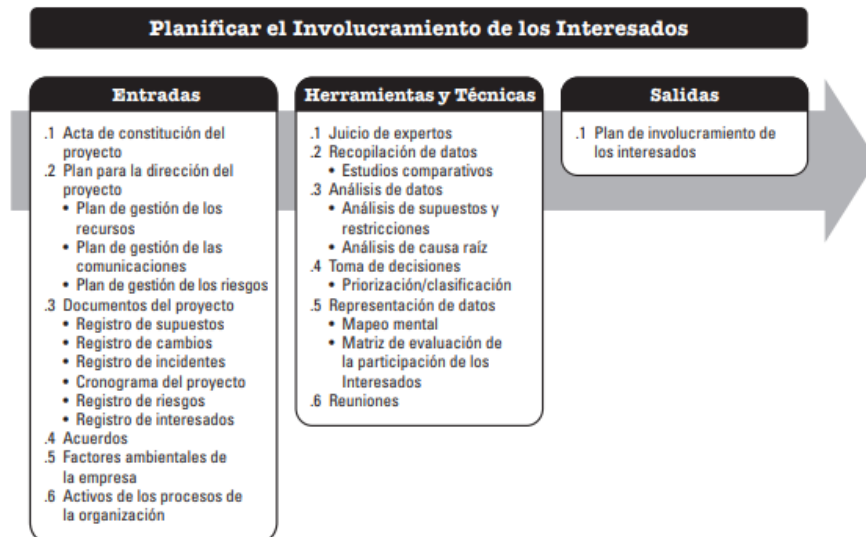 Planificar el Involucramiento de los Interesados
Entradas
.1 Acta de constitución del
proyecto
.2 Plan para la dirección del
proyecto
• Plan de gestión de los
recursos
• Plan de gestión de las
comunicaciones
• Plan de gestión de los riesgos
.3 Documentos del proyecto
• Registro de supuestos
• Registro de cambios
• Registro de incidentes
• Cronograma del proyecto
• Registro de riesgos
• Registro de interesados
.4 Acuerdos
.5 Factores ambientales de
la empresa
.6 Activos de los procesos de
la organización
Herramientas y Técnicas
.1 Juicio de expertos
.2 Recopilación de datos
• Estudios comparativos
.3 Análisis de datos
• Análisis de supuestos y
restricciones
• Análisis de causa raíz
.4 Toma de decisiones
• Priorización/clasificación
.5 Representación de datos
• Mapeo mental
• Matriz de evaluación de
la participación de los
Interesados
.6 Reuniones
Salidas
.1 Plan de involucramiento de
los interesados